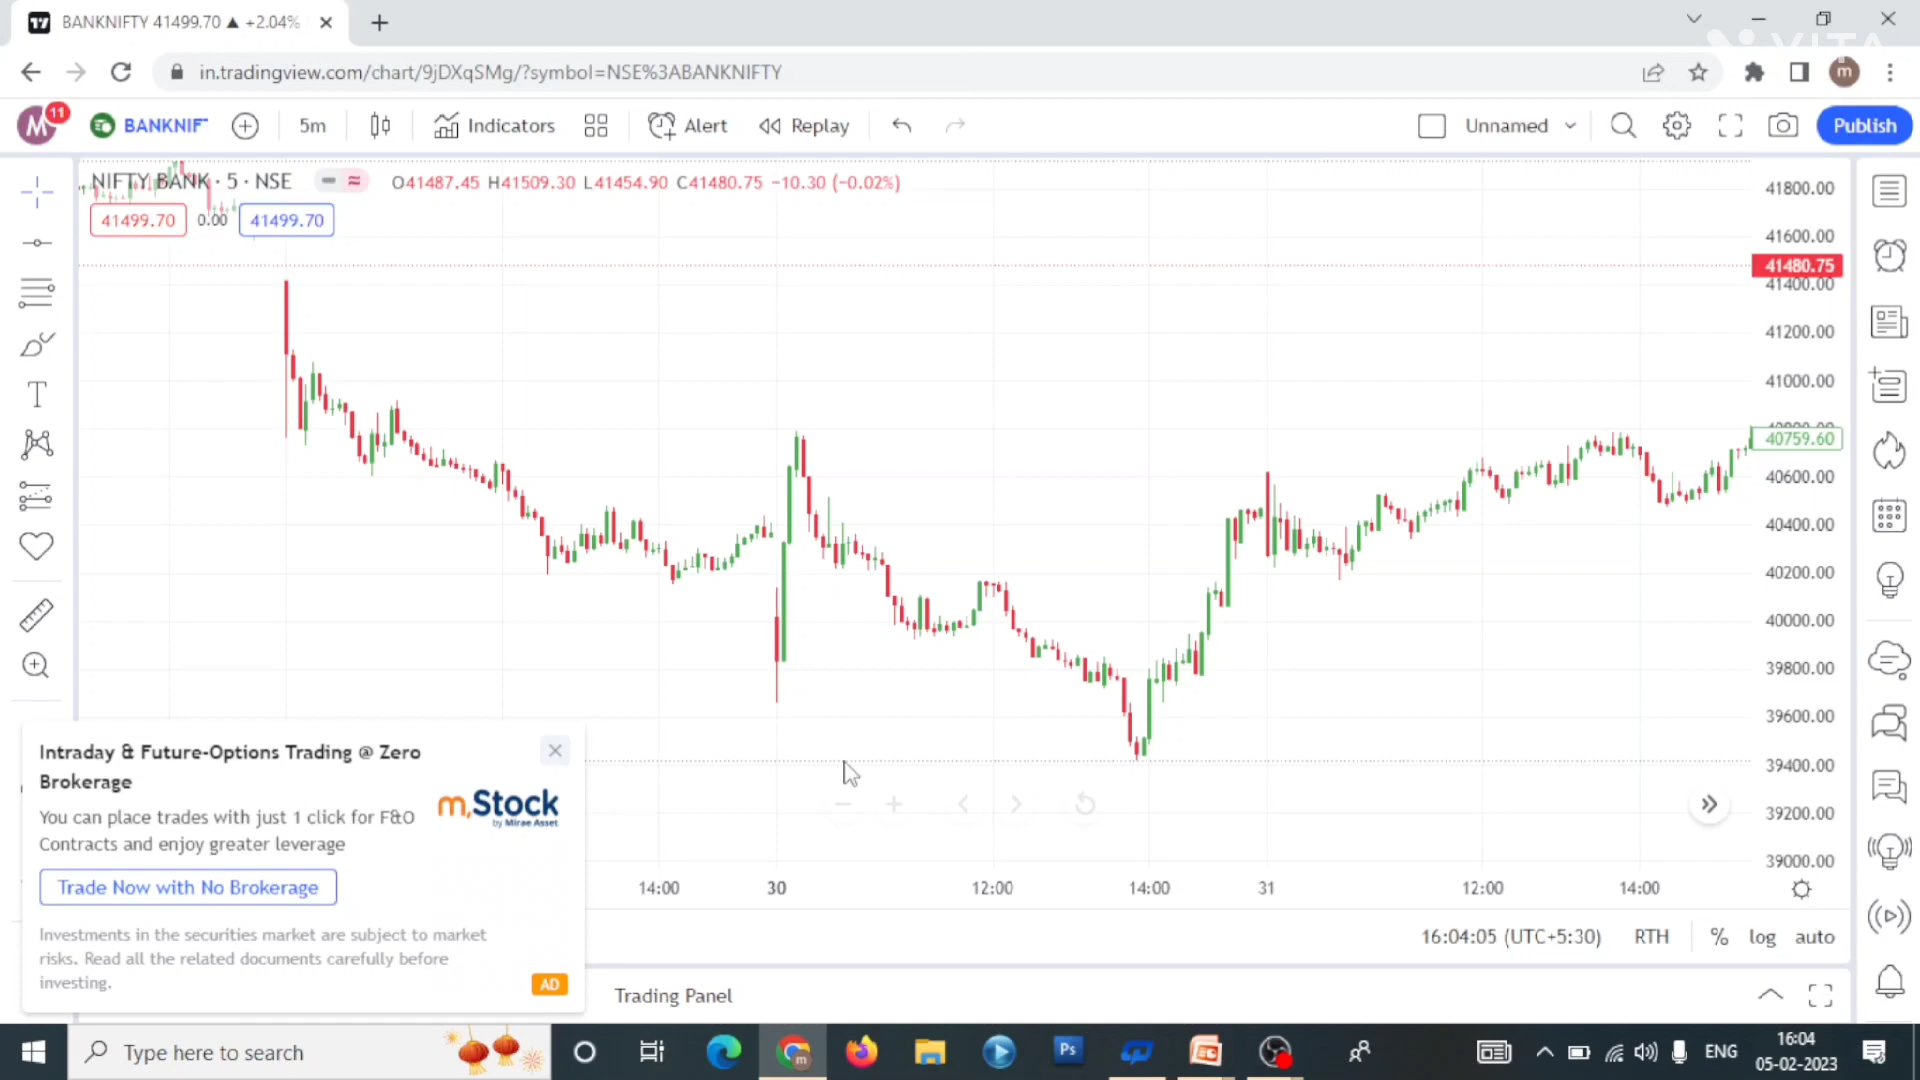 BANKNIFTY 41499.70 ▲ +2.04%
VITA
in.tradingview.com/chart/9jDXqSMg/?symbol=NSE%3ABANKNIFTY
m
M
11
BANKNIF
5m
Indicators
Alert
Replay
Unnamed
Publish
NIFTY BANK · 5 · NSE
O41487.45 H41509.30 L41454.90 C41480.75 −10.30 (−0.02%)
41499.70
0.00
41499.70
41800.00
41600.00
41480.75
41400.00
41200.00
41000.00
40759.60
40600.00
40400.00
40200.00
40000.00
39800.00
39600.00
39400.00
39200.00
39000.00
Intraday & Future-Options Trading @ Zero
Brokerage
You can place trades with just 1 click for F&O
Contracts and enjoy greater leverage
m.Stock
by Mirae Asset
Trade Now with No Brokerage
Investments in the securities market are subject to market
risks. Read all the related documents carefully before
investing.
AD
14:00
30
12:00
14:00
31
12:00
14:00
16:04:05 (UTC+5:30)
RTH
%
log
auto
Trading Panel
Type here to search
m
Ps
ENG
16:04
05-02-2023